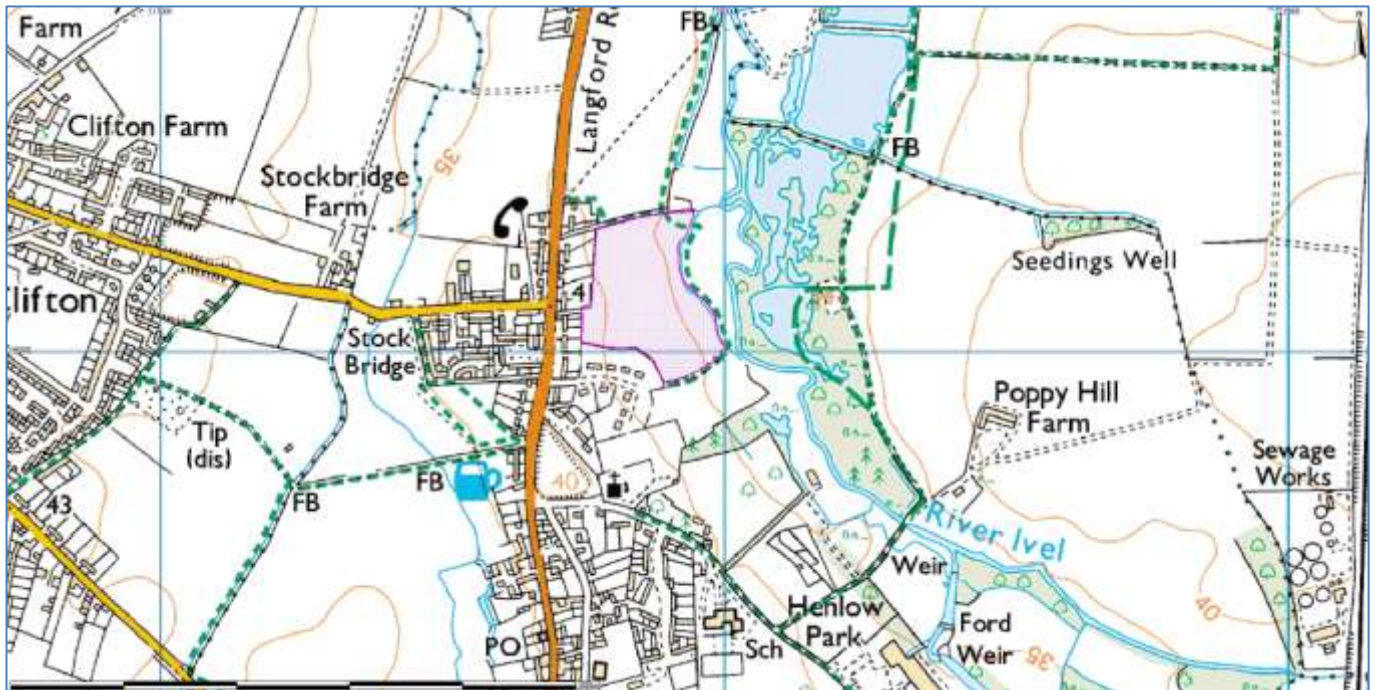 Farm
Clifton Farm
Stockbridge
Farm
35
Langford R
FB
FB
Seedings Well
lifton
Stock
Bridge
41
Tip
(dis)
43
FB
FB
40
Poppy Hill
Farm
Sewage
Works
River Ivel
Weir
Henlow
Park
Ford
Weir
35
40
PO
Sch